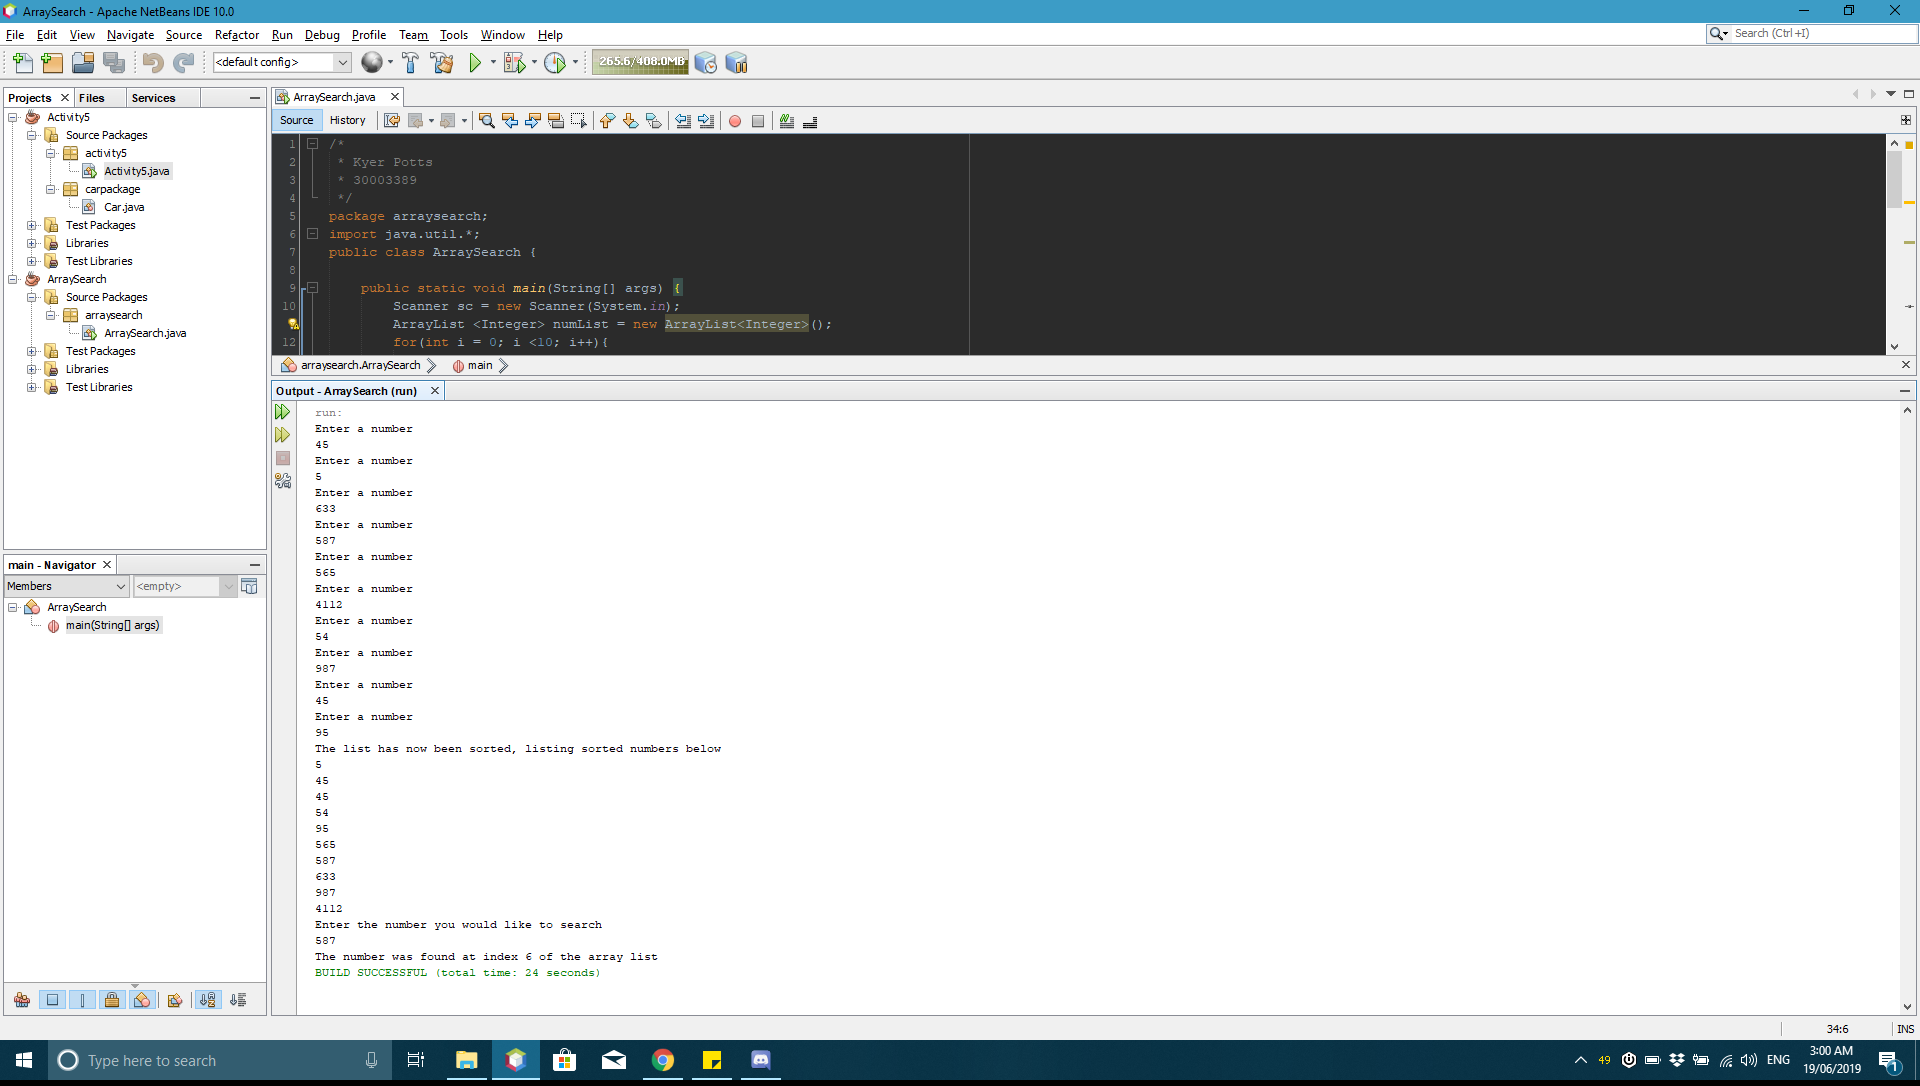 ArraySearch - Apache NetBeans IDE 10.0
File Edit View Navigate Source Refactor Run Debug Profile Team Tools Window Help
Search (Ctrl+I)
<default config>
265.6/408.0MB
Projects Files Services
Activity5
Source Packages
activity5
Activity5.java
carpackage
Car.java
Test Packages
Libraries
Test Libraries
ArraySearch
Source Packages
arraysearch
ArraySearch.java
Test Packages
Libraries
Test Libraries
main - Navigator
Members
<empty>
ArraySearch
main(String[] args)
ArraySearch.java
Source History
1 /*
2 * Kyer Potts
3 * 30003389
4 */
5 package arraysearch;
6 import java.util.*;
7 public class ArraySearch {
8
9 public static void main(String[] args) {
10 Scanner sc = new Scanner(System.in);
ArrayList <Integer> numList = new ArrayList<Integer>();
12 for(int i = 0; i <10; i++){
arraysearch.ArraySearch main
Output - ArraySearch (run)
run:
Enter a number
45
Enter a number
5
Enter a number
633
Enter a number
587
Enter a number
565
Enter a number
4112
Enter a number
54
Enter a number
987
Enter a number
45
Enter a number
95
The list has now been sorted, listing sorted numbers below
5
45
45
54
95
565
587
633
987
4112
Enter the number you would like to search
587
The number was found at index 6 of the array list
BUILD SUCCESSFUL (total time: 24 seconds)
34:6 INS
Type here to search
49
ENG
3:00 AM
19/06/2019
1